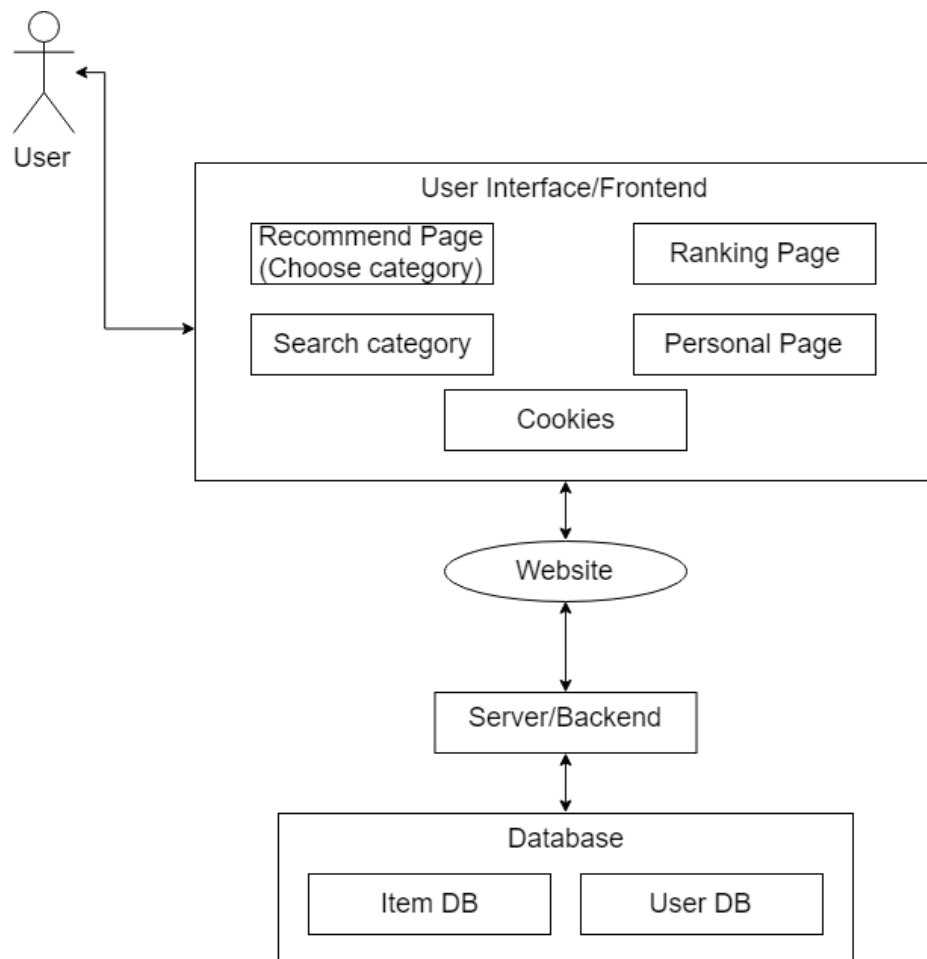 User
User Interface/Frontend
Recommend Page
(Choose category)
Ranking Page
Search category
Personal Page
Cookies
Website
Server/Backend
Database
Item DB
User DB